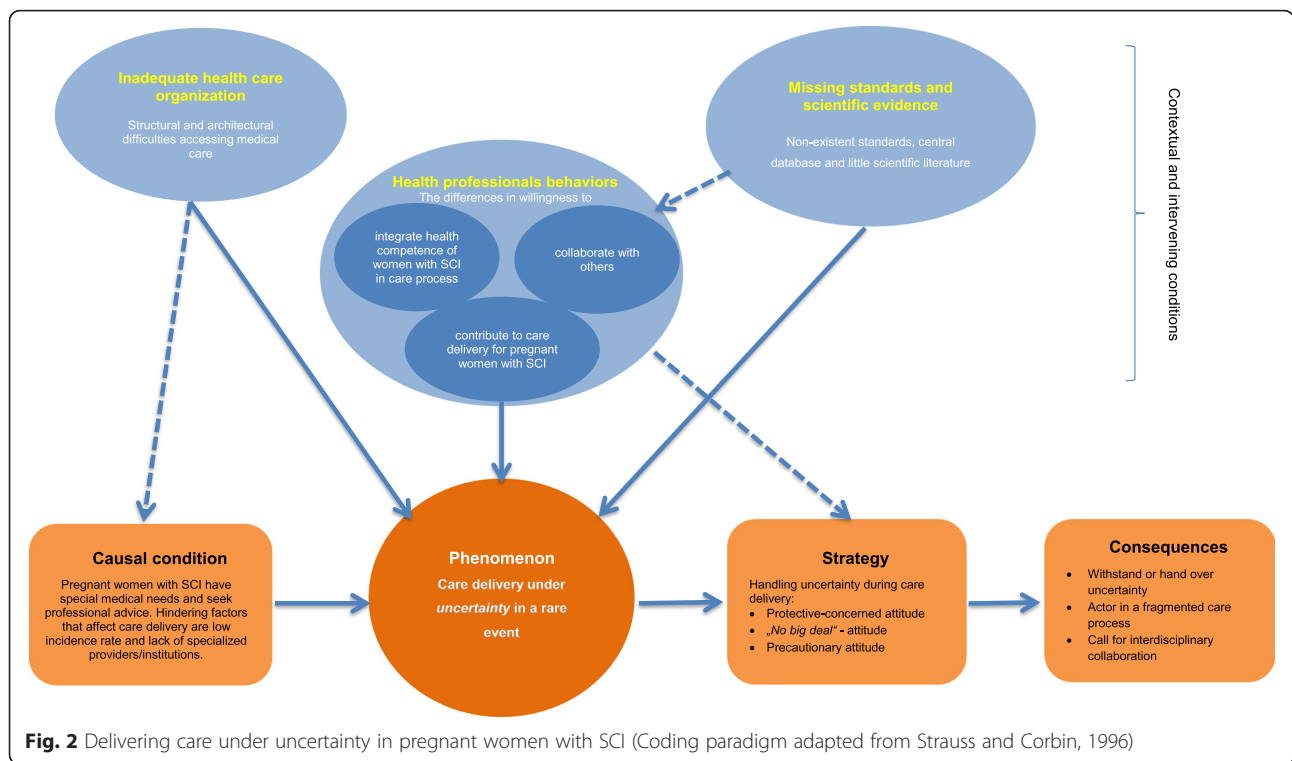 Inadequate health care
organization
Structural and architectural
difficulties accessing medical
care
Missing standards and
scientific evidence
Non-existent standards, central
database and little scientific literature
Health professionals behaviors
The differences in willingness to
integrate health
competence of
women with SCI
in care process
collaborate with
others
contribute to care
delivery for pregnant
women with SCI
Contextual and intervening
conditions
Causal condition
Pregnant women with SCI have
special medical needs and seek
professional advice. Hindering factors
that affect care delivery are low
incidence rate and lack of specialized
providers/institutions.
Phenomenon
Care delivery under
uncertainty in a rare
event
Strategy
Handling uncertainty during care
delivery:
• Protective-concerned attitude
• „No big deal“ - attitude
• Precautionary attitude
Consequences
• Withstand or hand over
uncertainty
• Actor in a fragmented care
process
• Call for interdisciplinary
collaboration
Fig. 2 Delivering care under uncertainty in pregnant women with SCI (Coding paradigm adapted from Strauss and Corbin, 1996)